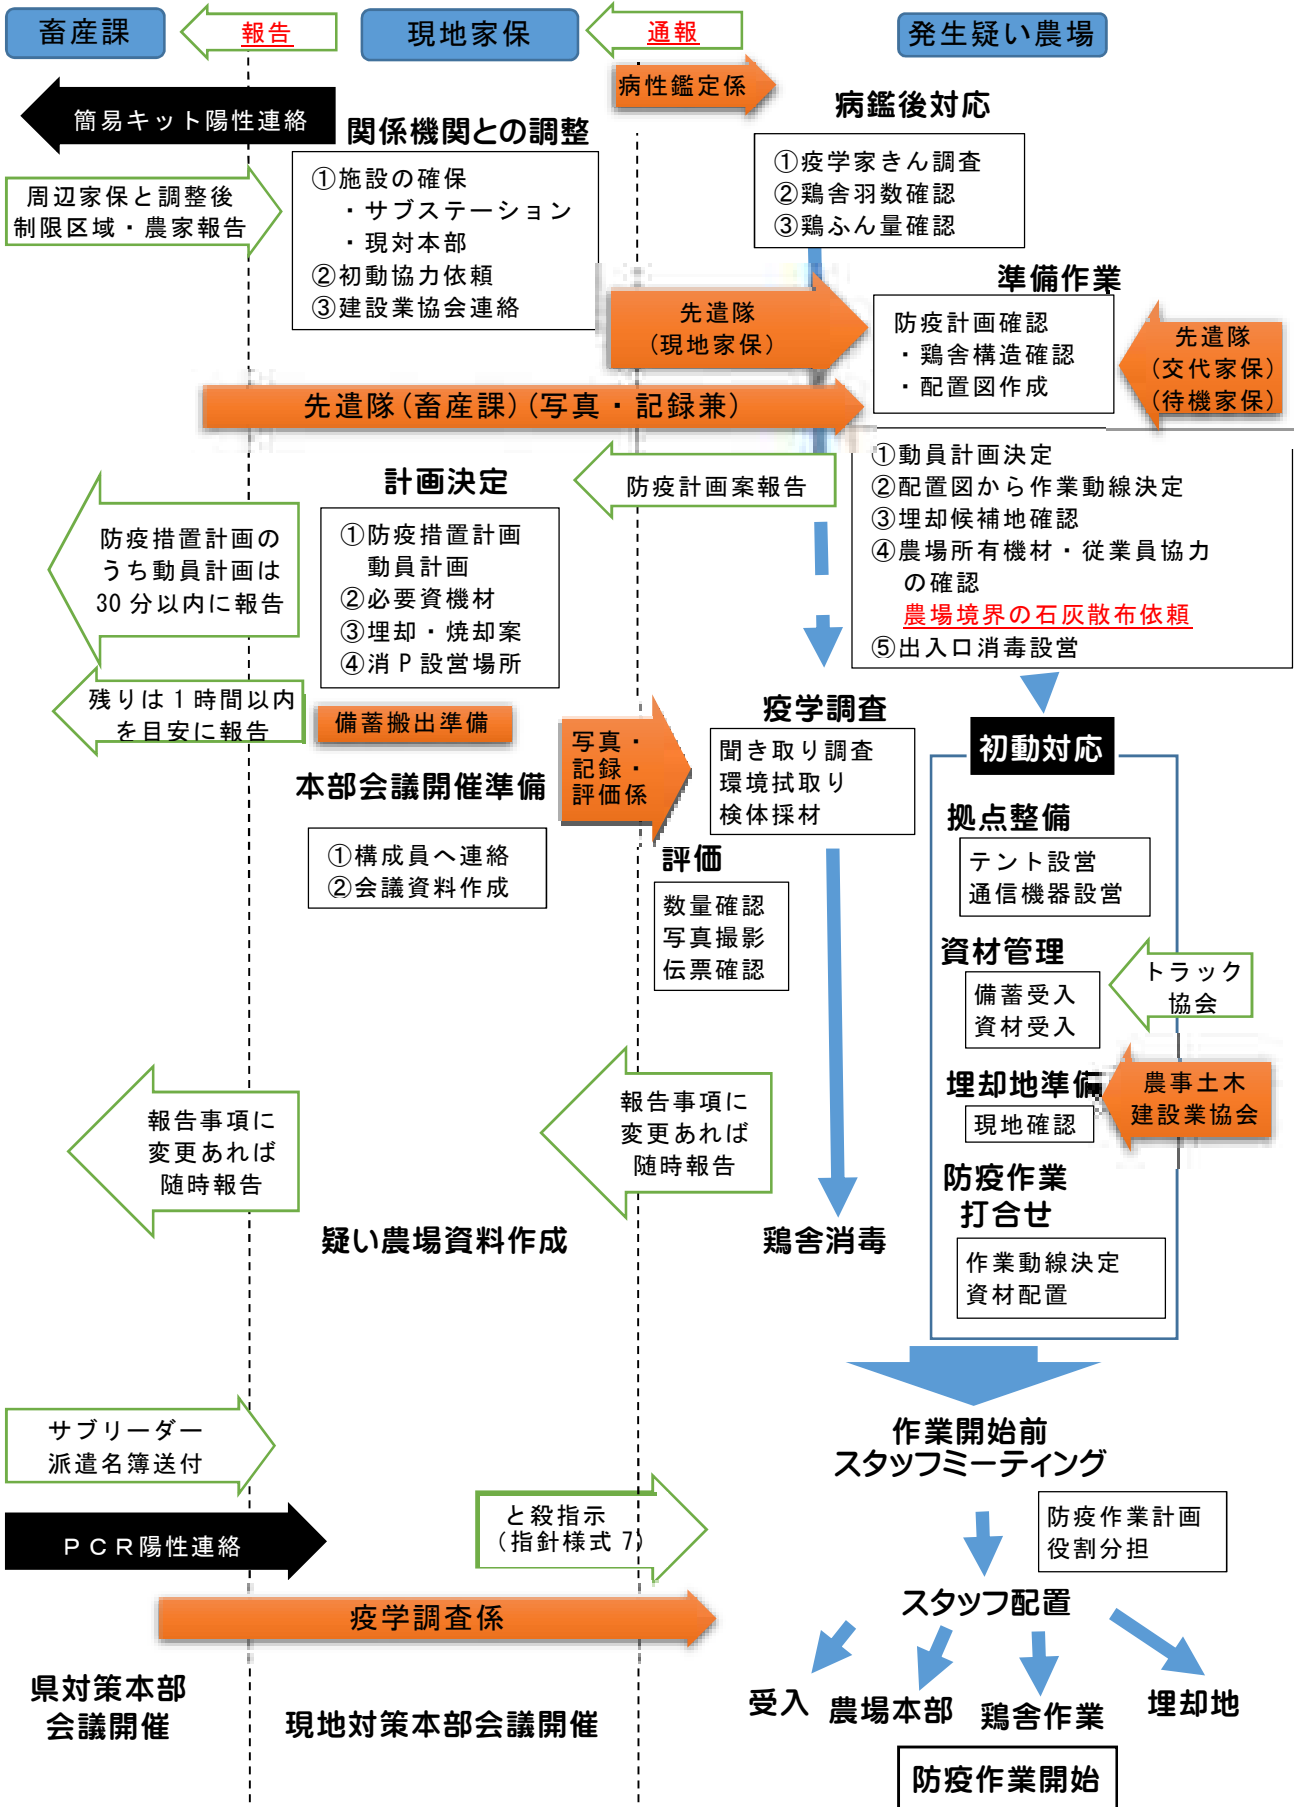 畜産課
報告
現地家保
通報
発生疑い農場
病性鑑定係
簡易キット陽性連絡
関係機関との調整
病鑑後対応
周辺家保と調整後
制限区域・農家報告
①施設の確保
・サブステーション
・現対本部
②初動協力依頼
③建設業協会連絡
①疫学家きん調査
②鶏舎羽数確認
③鶏ふん量確認
準備作業
先遣隊
(現地家保)
防疫計画確認
・鶏舎構造確認
・配置図作成
先遣隊
(交代家保)
(待機家保)
先遣隊(畜産課)(写真・記録兼)
①動員計画決定
②配置図から作業動線決定
③埋却候補地確認
④農場所有機材・従業員協力
の確認
農場境界の石灰散布依頼
⑤出入口消毒設営
防疫計画案報告
計画決定
防疫措置計画の
うち動員計画は
30分以内に報告
①防疫措置計画
動員計画
②必要資機材
③埋却・焼却案
④消P設営場所
残りは1時間以内
を目安に報告
備蓄搬出準備
写真・
記録・
評価係
疫学調査
聞き取り調査
環境拭取り
検体採材
初動対応
本部会議開催準備
①構成員へ連絡
②会議資料作成
評価
数量確認
写真撮影
伝票確認
拠点整備
テント設営
通信機器設営
資材管理
備蓄受入
資材受入
トラック
協会
埋却地準備
現地確認
農事土木
建設業協会
報告事項に
変更あれば
随時報告
報告事項に
変更あれば
随時報告
防疫作業
打合せ
作業動線決定
資材配置
疑い農場資料作成
鶏舎消毒
サブリーダー
派遣名簿送付
作業開始前
スタッフミーティング
PCR陽性連絡
と殺指示
(指針様式7)
防疫作業計画
役割分担
疫学調査係
スタッフ配置
県対策本部
会議開催
現地対策本部会議開催
受入
農場本部
鶏舎作業
埋却地
防疫作業開始